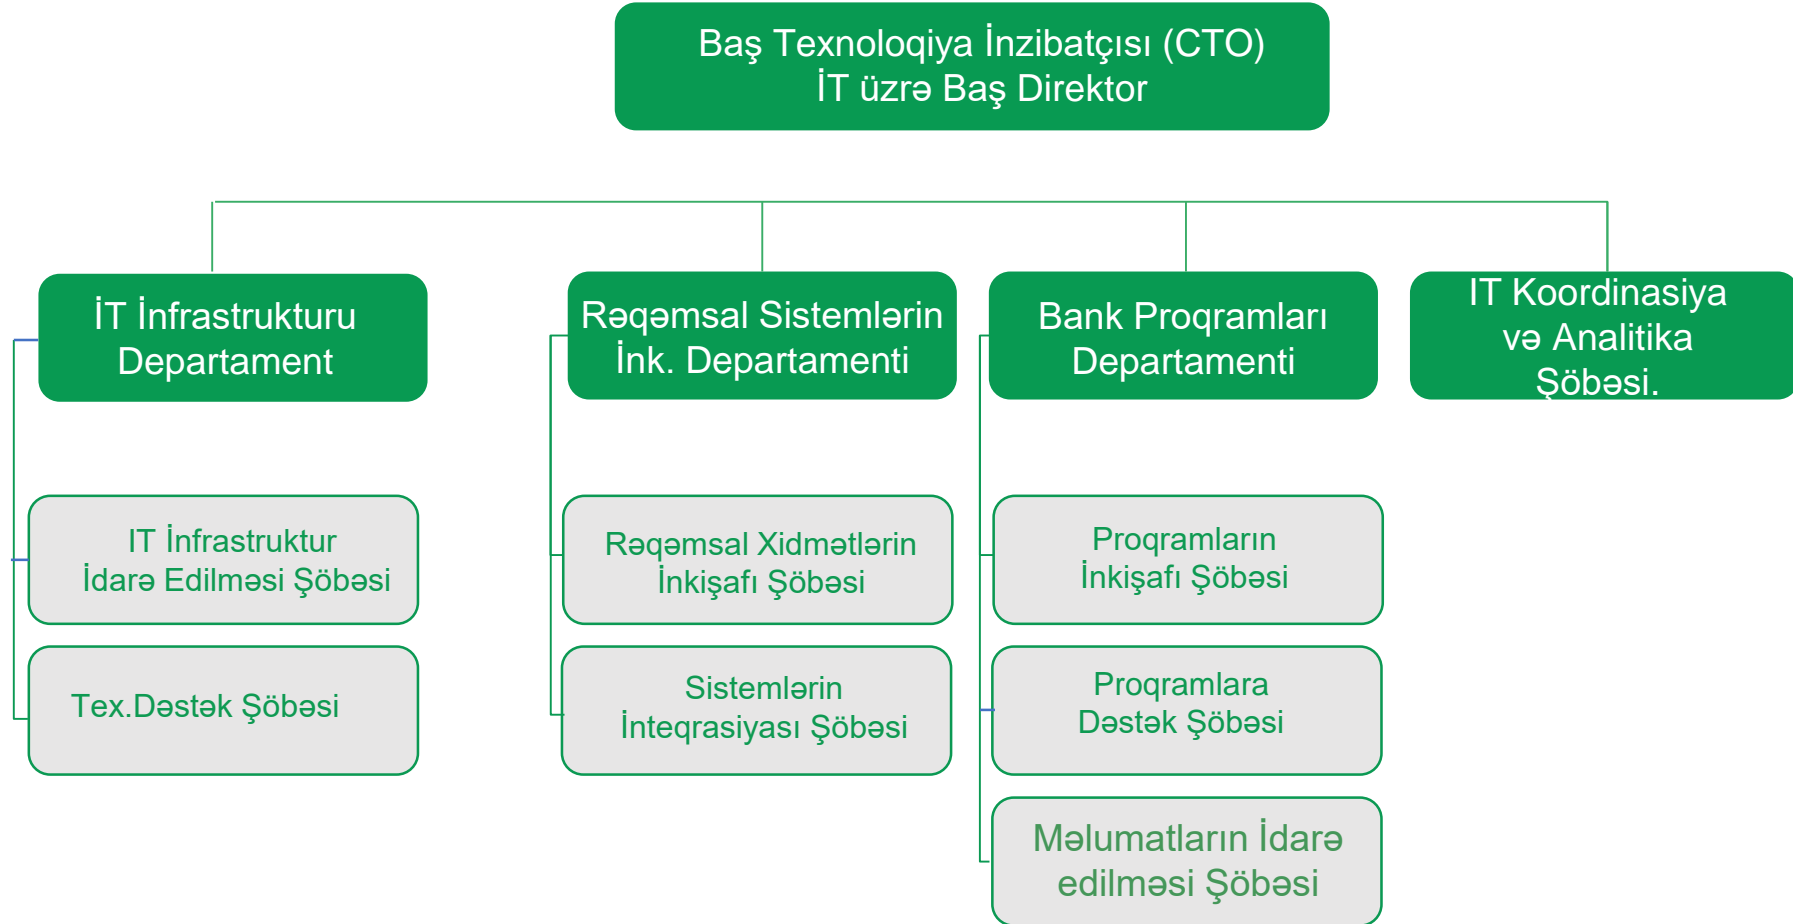 Baş Texnoloqiya İnzibatçısı (CTO)
İT üzrə Baş Direktor
İT İnfrastrukturu
Departament
Rəqəmsal Sistemlərin
İnk. Departamenti
Bank Proqramları
Departamenti
IT Koordinasiya
və Analitika
Şöbəsi.
IT İnfrastruktur
İdarə Edilməsi Şöbəsi
Rəqəmsal Xidmətlərin
İnkişafı Şöbəsi
Proqramların
İnkişafı Şöbəsi
Tex.Dəstək Şöbəsi
Sistemlərin
İnteqrasiyası Şöbəsi
Proqramlara
Dəstək Şöbəsi
Məlumatların İdarə
edilməsi Şöbəsi